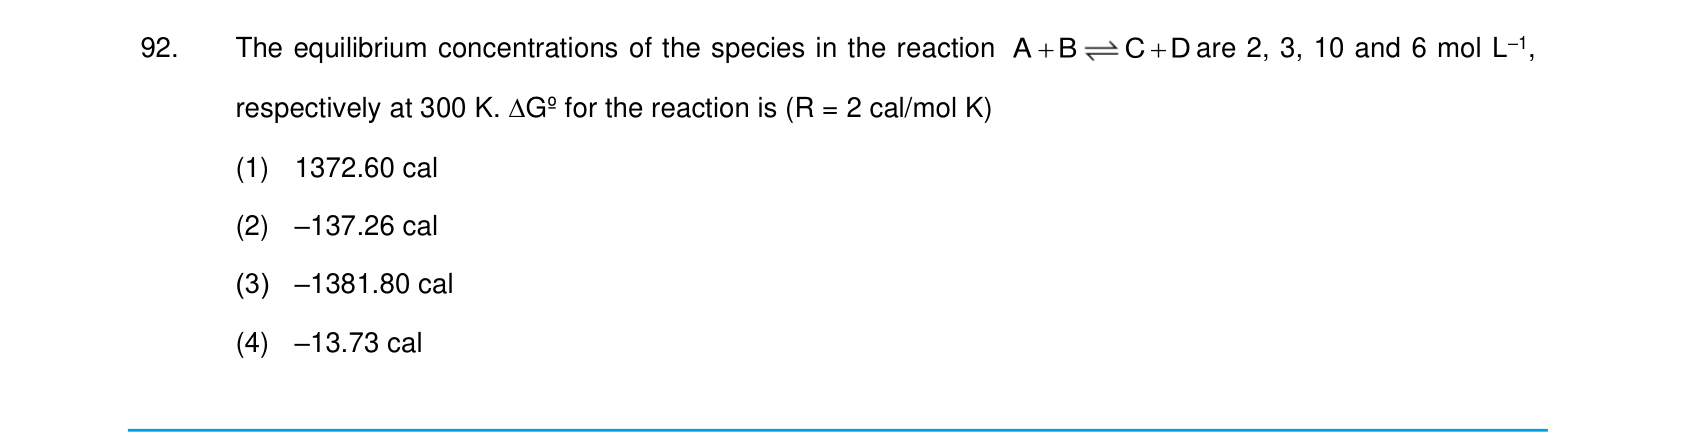 92. The equilibrium concentrations of the species in the reaction A+B⇌C+D are 2, 3, 10 and 6 mol L⁻¹,
respectively at 300 K. ΔGº for the reaction is (R = 2 cal/mol K)
(1) 1372.60 cal
(2) –137.26 cal
(3) –1381.80 cal
(4) –13.73 cal